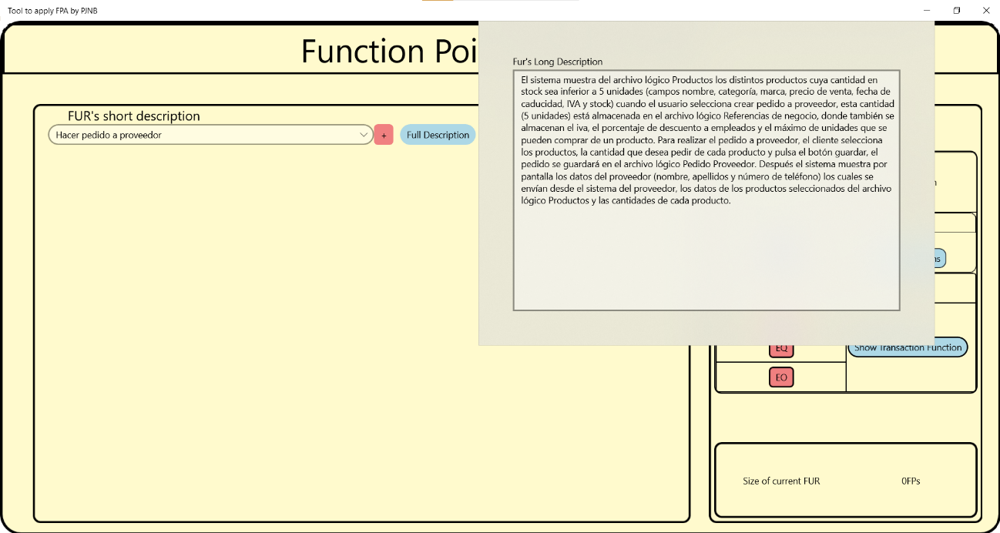 Tool to apply FPA by PJNB
Function Poi
Fur's Long Description
El sistema muestra del archivo lógico Productos los distintos productos cuya cantidad en
stock sea inferior a 5 unidades (campos nombre, categoría, marca, precio de venta, fecha de
caducidad, IVA y stock) cuando el usuario selecciona crear pedido a proveedor, esta cantidad
(5 unidades) está almacenada en el archivo lógico Referencias de negocio, donde también se
almacenan el iva, el porcentaje de descuento a empleados y el máximo de unidades que se
pueden comprar de un producto. Para realizar el pedido a proveedor, el cliente selecciona
los productos, la cantidad que desea pedir de cada producto y pulsa el botón guardar, el
pedido se guardará en el archivo lógico Pedido Proveedor. Después el sistema muestra por
pantalla los datos del proveedor (nombre, apellidos y número de teléfono) los cuales se
envían desde el sistema del proveedor, los datos de los productos seleccionados del archivo
lógico Productos y las cantidades de cada producto.
FUR's short description
Hacer pedido a proveedor
+
Full Description
n
ns
EQ
Show Transaction Function
EO
Size of current FUR 0FPs